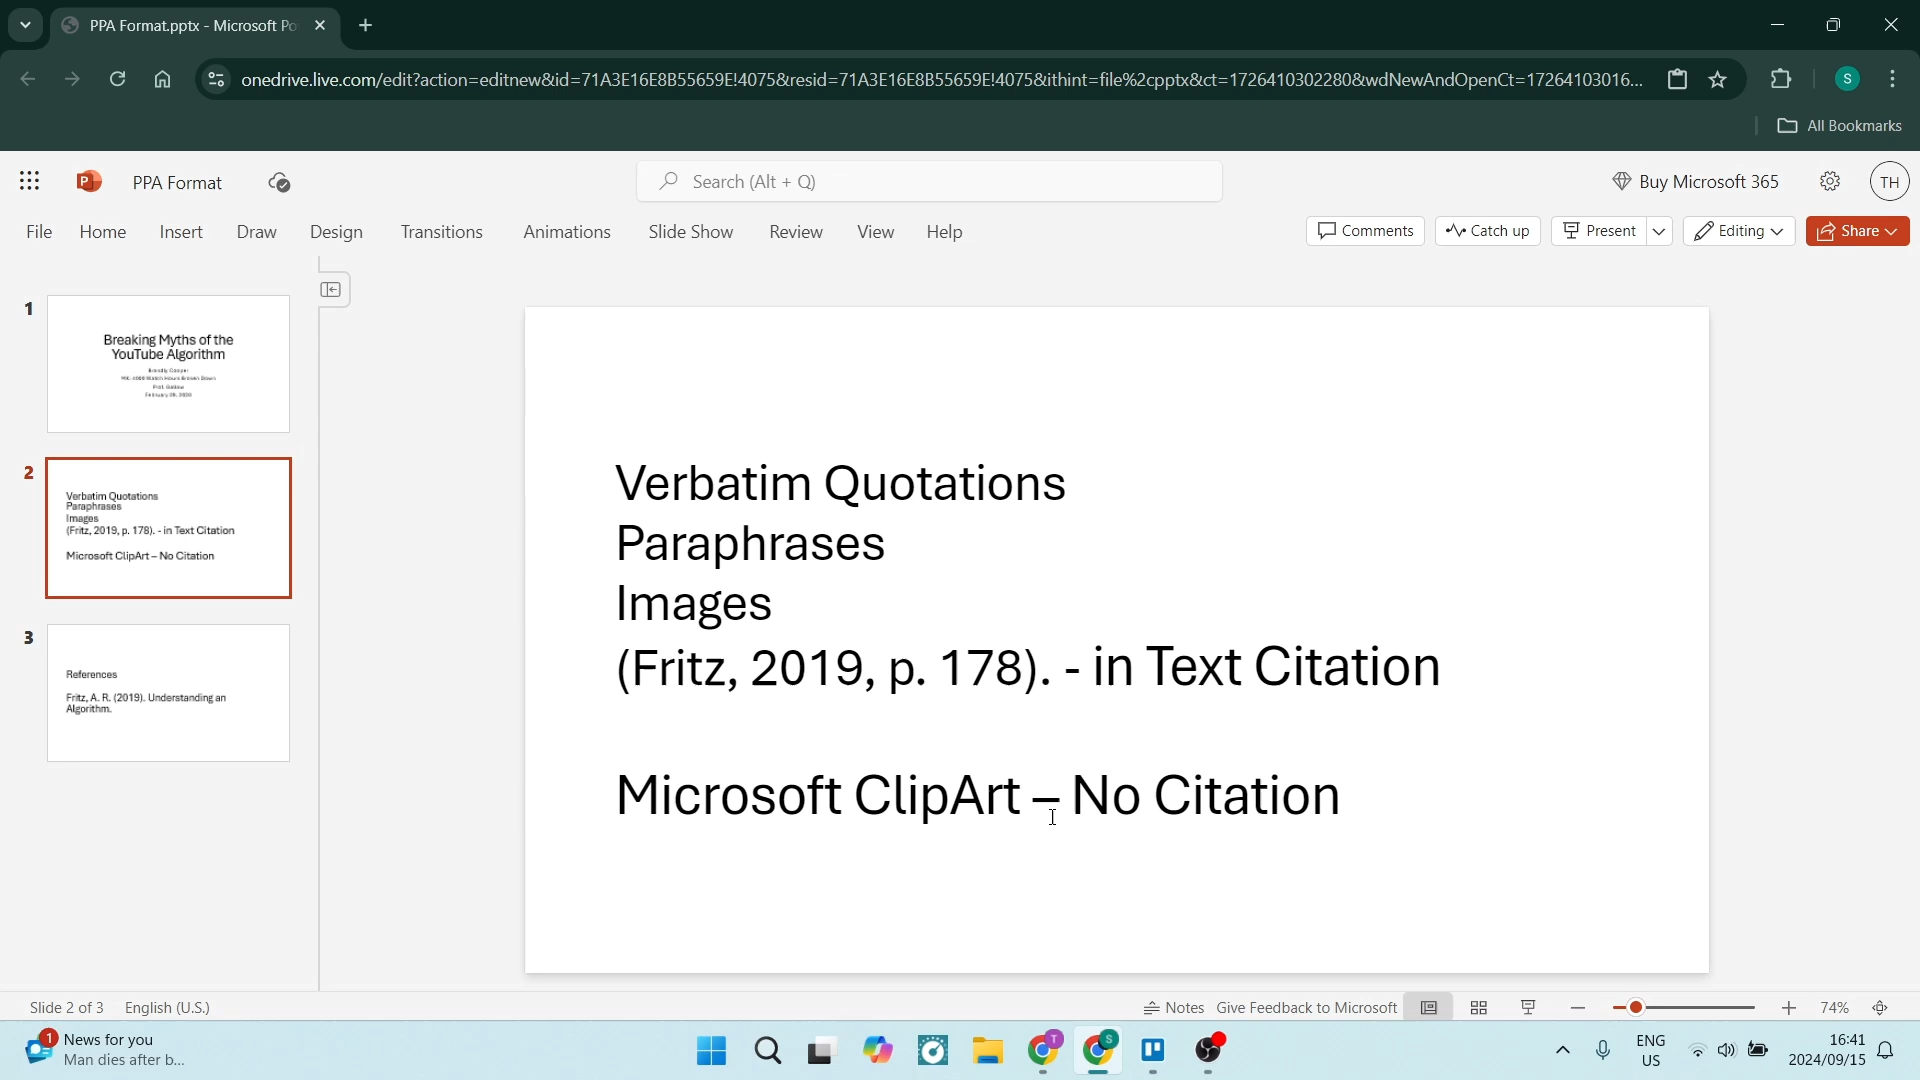 PPA Format.pptx - Microsoft Po
onedrive.live.com/edit?action=editnew&id=71A3E16E8B55659E!4075&resid=71A3E16E8B55659E!4075&ithint=file%2cpptx&ct=1726410302280&wdNewAndOpenCt=17264103016...
S
All Bookmarks
P
PPA Format
Search (Alt + Q)
Buy Microsoft 365
TH
File
Home
Insert
Draw
Design
Transitions
Animations
Slide Show
Review
View
Help
Comments
Catch up
Present
Editing
Share
1
Breaking Myths of the
YouTube Algorithm
2
Verbatim Quotations
Paraphrases
Images
(Fritz, 2019, p. 178). - in Text Citation
Microsoft ClipArt – No Citation
3
References
Fritz, A. R. (2019). Understanding an
Algorithm.
Verbatim Quotations
Paraphrases
Images
(Fritz, 2019, p. 178). - in Text Citation
Microsoft ClipArt – No Citation
Slide 2 of 3
English (U.S.)
Notes
Give Feedback to Microsoft
74%
1
News for you
Man dies after b...
T
S
ENG
US
16:41
2024/09/15